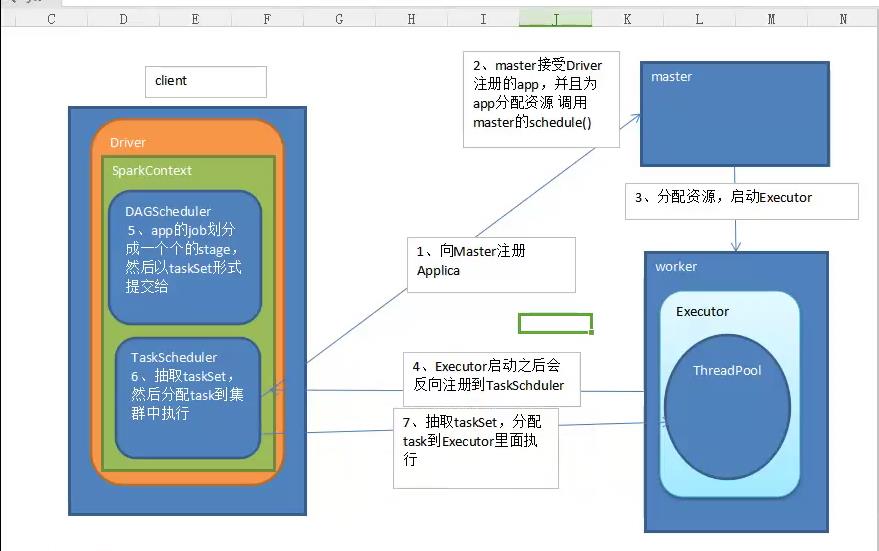 C D E F G H I J K L M N
client
2、master接受Driver
注册的app，并且为
app分配资源 调用
master的schedule()
master
Driver
SparkContext
DAGScheduler
5、app的job划分
成一个个的stage，
然后以taskSet形式
提交给
3、分配资源，启动Executor
1、向Master注册
Applica
worker
Executor
ThreadPool
TaskScheduler
6、抽取taskSet，
然后分配task到集
群中执行
4、Executor启动之后会
反向注册到TaskSchduler
7、抽取taskSet，分配
task到Executor里面执
行